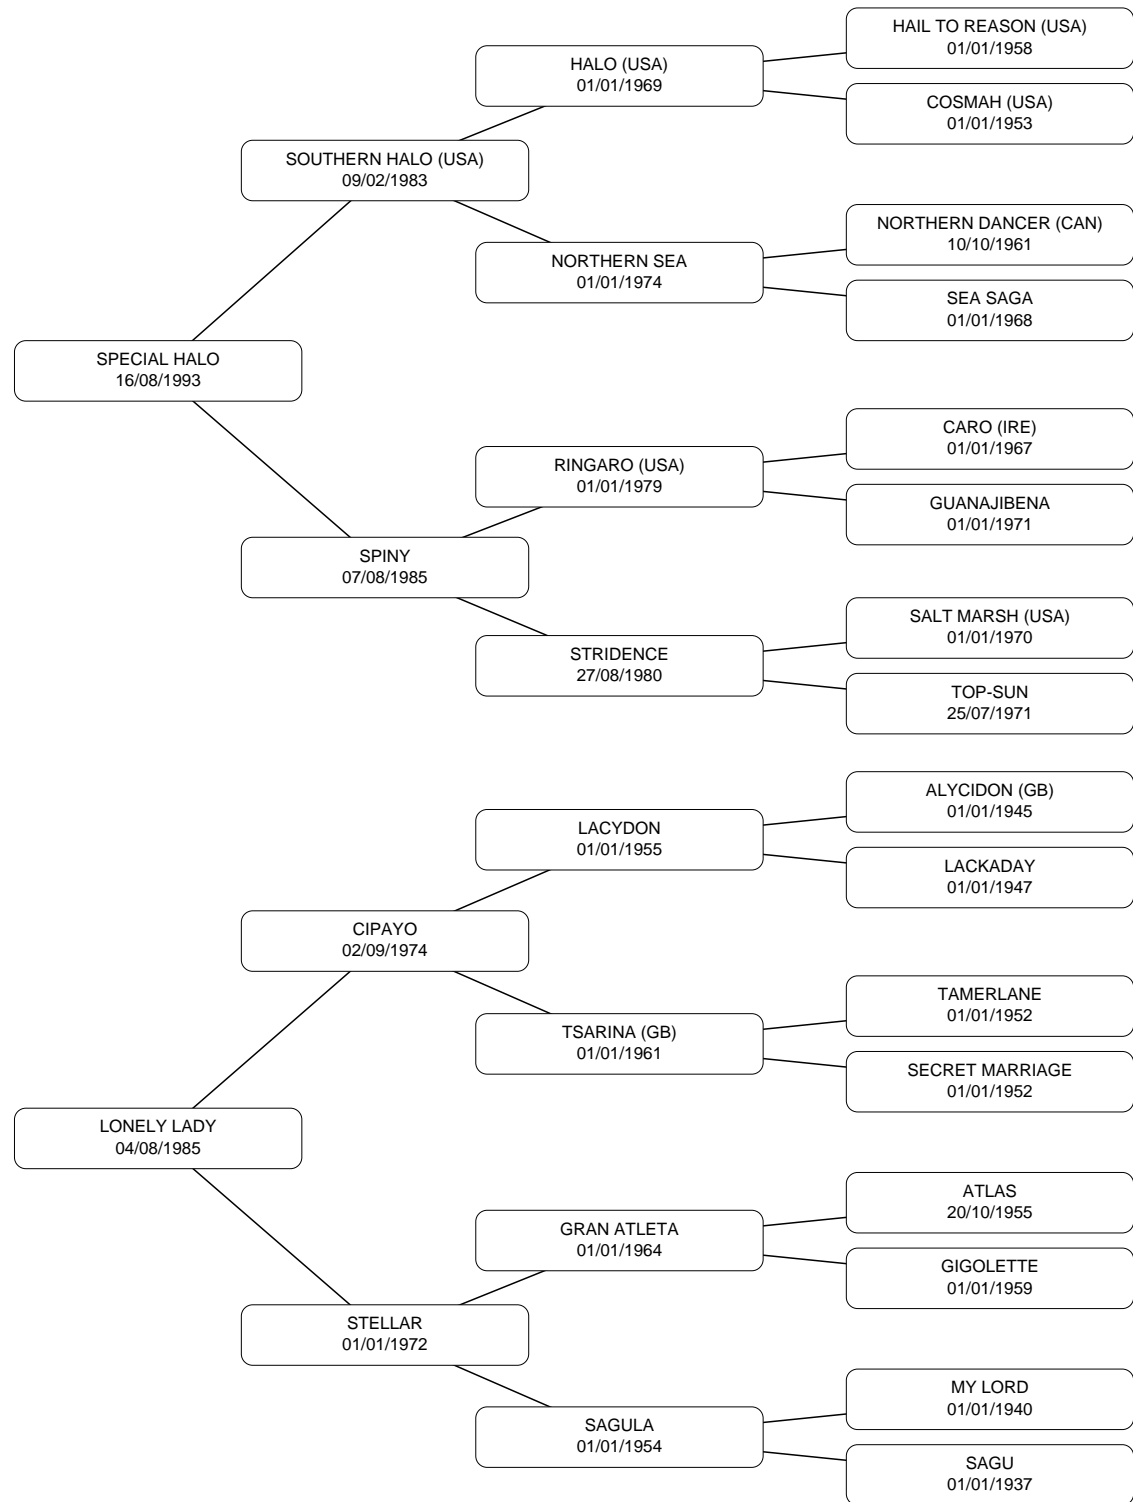 HAIL TO REASON (USA)
01/01/1958
HALO (USA)
01/01/1969
COSMAH (USA)
01/01/1953
SOUTHERN HALO (USA)
09/02/1983
NORTHERN DANCER (CAN)
10/10/1961
NORTHERN SEA
01/01/1974
SEA SAGA
01/01/1968
SPECIAL HALO
16/08/1993
CARO (IRE)
01/01/1967
RINGARO (USA)
01/01/1979
GUANAJIBENA
01/01/1971
SPINY
07/08/1985
SALT MARSH (USA)
01/01/1970
STRIDENCE
27/08/1980
TOP-SUN
25/07/1971
ALYCIDON (GB)
01/01/1945
LACYDON
01/01/1955
LACKADAY
01/01/1947
CIPAYO
02/09/1974
TAMERLANE
01/01/1952
TSARINA (GB)
01/01/1961
SECRET MARRIAGE
01/01/1952
LONELY LADY
04/08/1985
ATLAS
20/10/1955
GRAN ATLETA
01/01/1964
GIGOLETTE
01/01/1959
STELLAR
01/01/1972
MY LORD
01/01/1940
SAGULA
01/01/1954
SAGU
01/01/1937